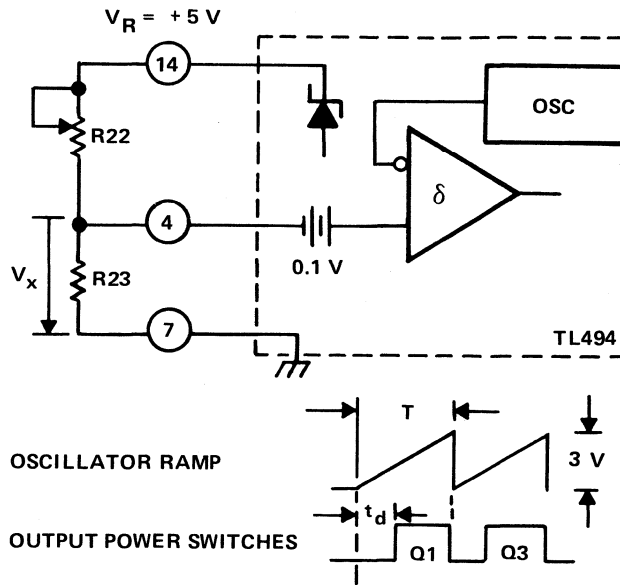 V_R = + 5 V
14
OSC
R22
δ
4
0.1 V
V_x
R23
7
TL494
T
OSCILLATOR RAMP
3 V
t_d
OUTPUT POWER SWITCHES
Q1
Q3